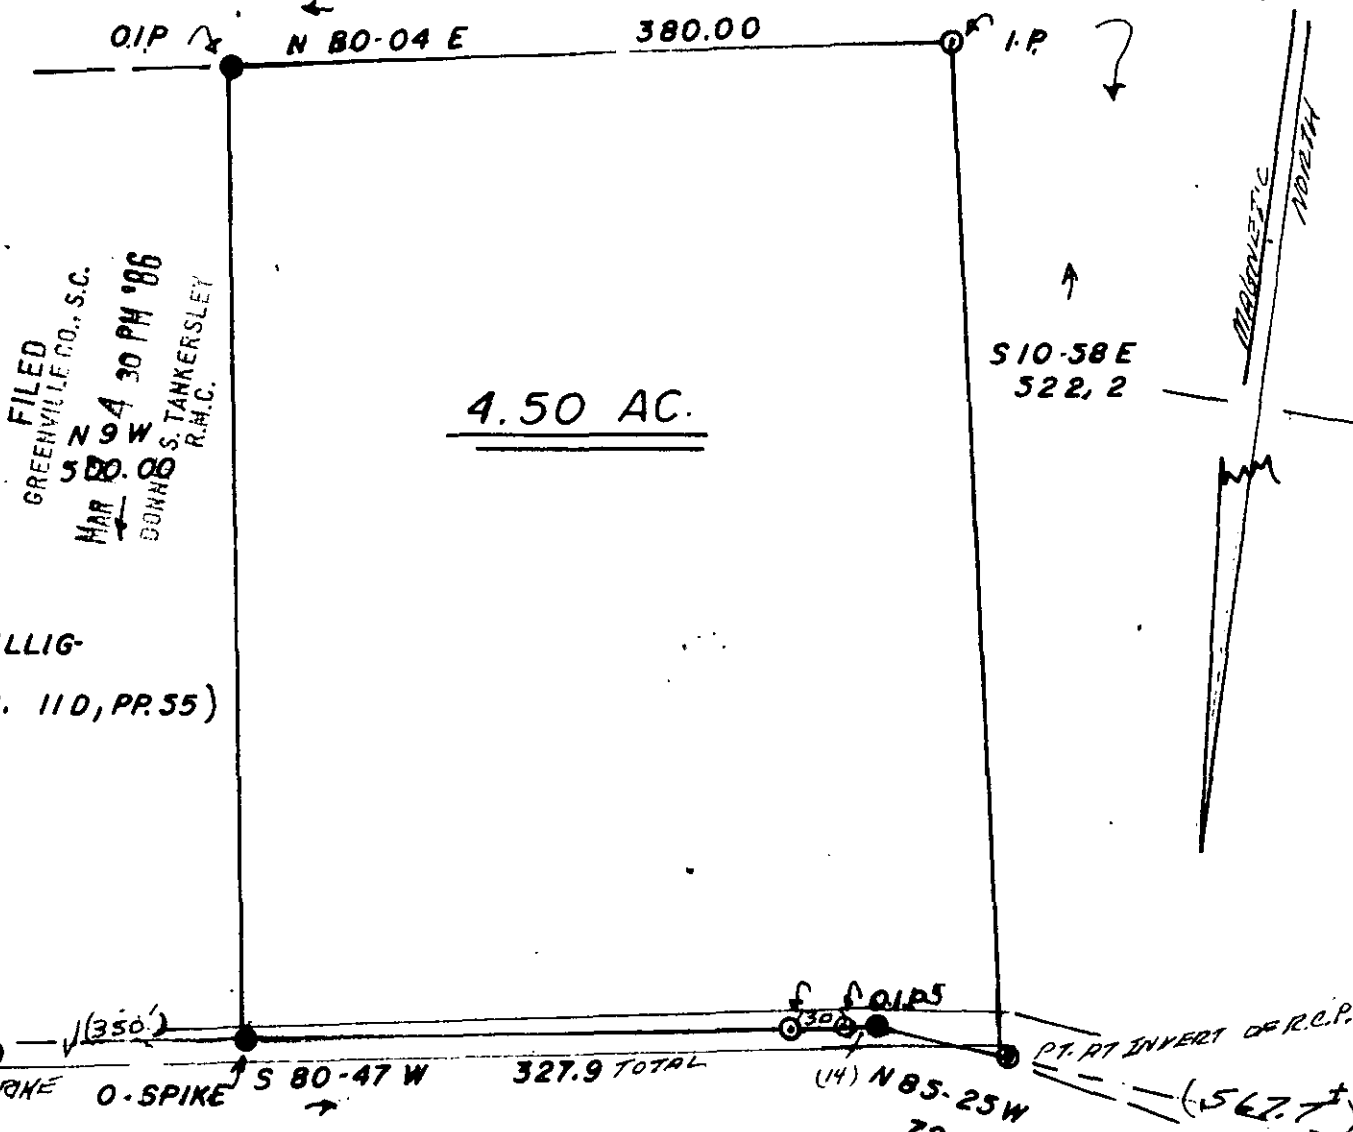 O.I.P
N 80-04 E
380.00
I.P.
MAGNETIC
NORTH
FILED
GREENVILLE CO., S.C.
MAR 4 30 PM '86
DONNIE S. TANKERSLEY
R.M.C.
N 9 W
500.00
4.50 AC.
S 10-58 E
522,2
LLIG-
. 110, PP. 55)
(350')
O.I.P.S
(30)
PT. AT INVERT OF R.C.P.
O-SPIKE
S 80-47 W
327.9 TOTAL
(14)
N 85-25 W
(567.7±)